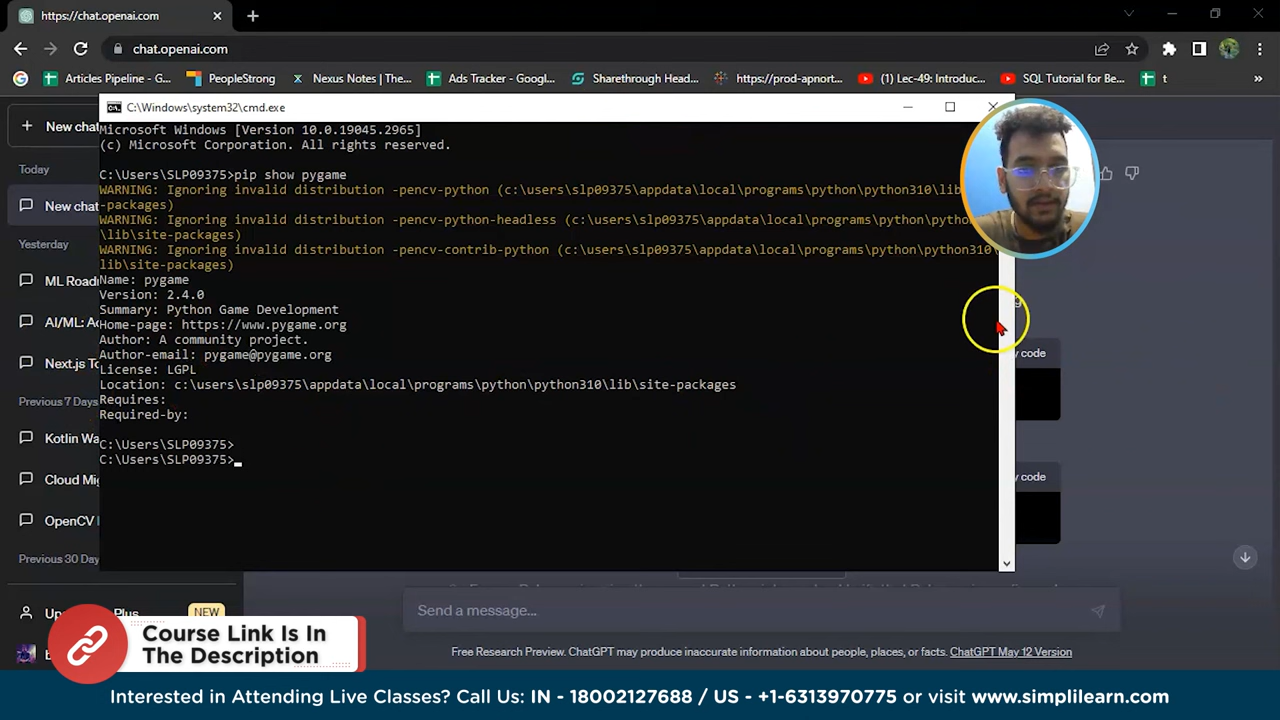 https://chat.openai.com
chat.openai.com
Articles Pipeline - G...
PeopleStrong
Nexus Notes | The...
Ads Tracker - Googl...
Sharethrough Head...
https://prod-apnort...
Lec-49: Introduc...
SQL Tutorial for Be...
t
»
New chat
Today
New chat
Yesterday
ML Road
AI/ML: Ac
Next.js To
Previous 7 Days
Kotlin Wa
Cloud Mig
OpenCV
Previous 30 Day
Plus
NEW
C:\Windows\system32\cmd.exe
Microsoft Windows [Version 10.0.19045.2965]
(c) Microsoft Corporation. All rights reserved.
C:\Users\SLP09375>pip show pygame
WARNING: Ignoring invalid distribution -pencv-python (c:\users\slp09375\appdata\local\programs\python\python310\lib
-packages)
WARNING: Ignoring invalid distribution -pencv-python-headless (c:\users\slp09375\appdata\local\programs\python\python
\lib\site-packages)
WARNING: Ignoring invalid distribution -pencv-contrib-python (c:\users\slp09375\appdata\local\programs\python\python310\
lib\site-packages)
Name: pygame
Version: 2.4.0
Summary: Python Game Development
Home-page: https://www.pygame.org
Author: A community project.
Author-email: pygame@pygame.org
License: LGPL
Location: c:\users\slp09375\appdata\local\programs\python\python310\lib\site-packages
Requires:
Required-by:
C:\Users\SLP09375>
C:\Users\SLP09375>
y code
y code
Send a message...
Free Research Preview. ChatGPT may produce inaccurate information about people, places, or facts. ChatGPT May 12 Version
Course Link Is In
The Description
Interested in Attending Live Classes? Call Us: IN - 18002127688 / US - +1-6313970775 or visit www.simplilearn.com